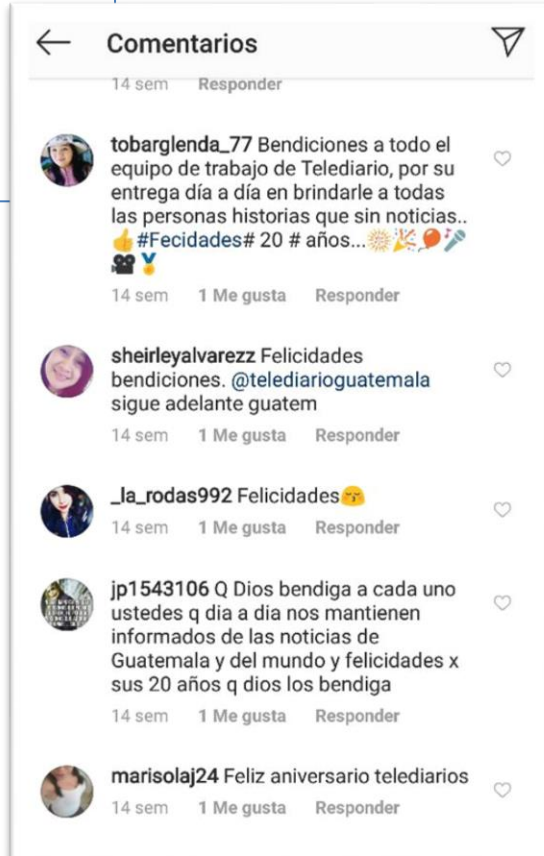 Comentarios
14 sem Responder
tobarglenda_77 Bendiciones a todo el
equipo de trabajo de Telediario, por su
entrega día a día en brindarle a todas
las personas historias que sin noticias..
👍#Fecidades# 20 # años...🎊🎉🎈🎤
🎥🏅
14 sem 1 Me gusta Responder
sheirleyalvarezz Felicidades
bendiciones. @telediarioguatemala
sigue adelante guatem
14 sem 1 Me gusta Responder
_la_rodas992 Felicidades😚
14 sem 1 Me gusta Responder
jp1543106 Q Dios bendiga a cada uno
ustedes q dia a dia nos mantienen
informados de las noticias de
Guatemala y del mundo y felicidades x
sus 20 años q dios los bendiga
14 sem 1 Me gusta Responder
marisolaj24 Feliz aniversario telediarios
14 sem 1 Me gusta Responder